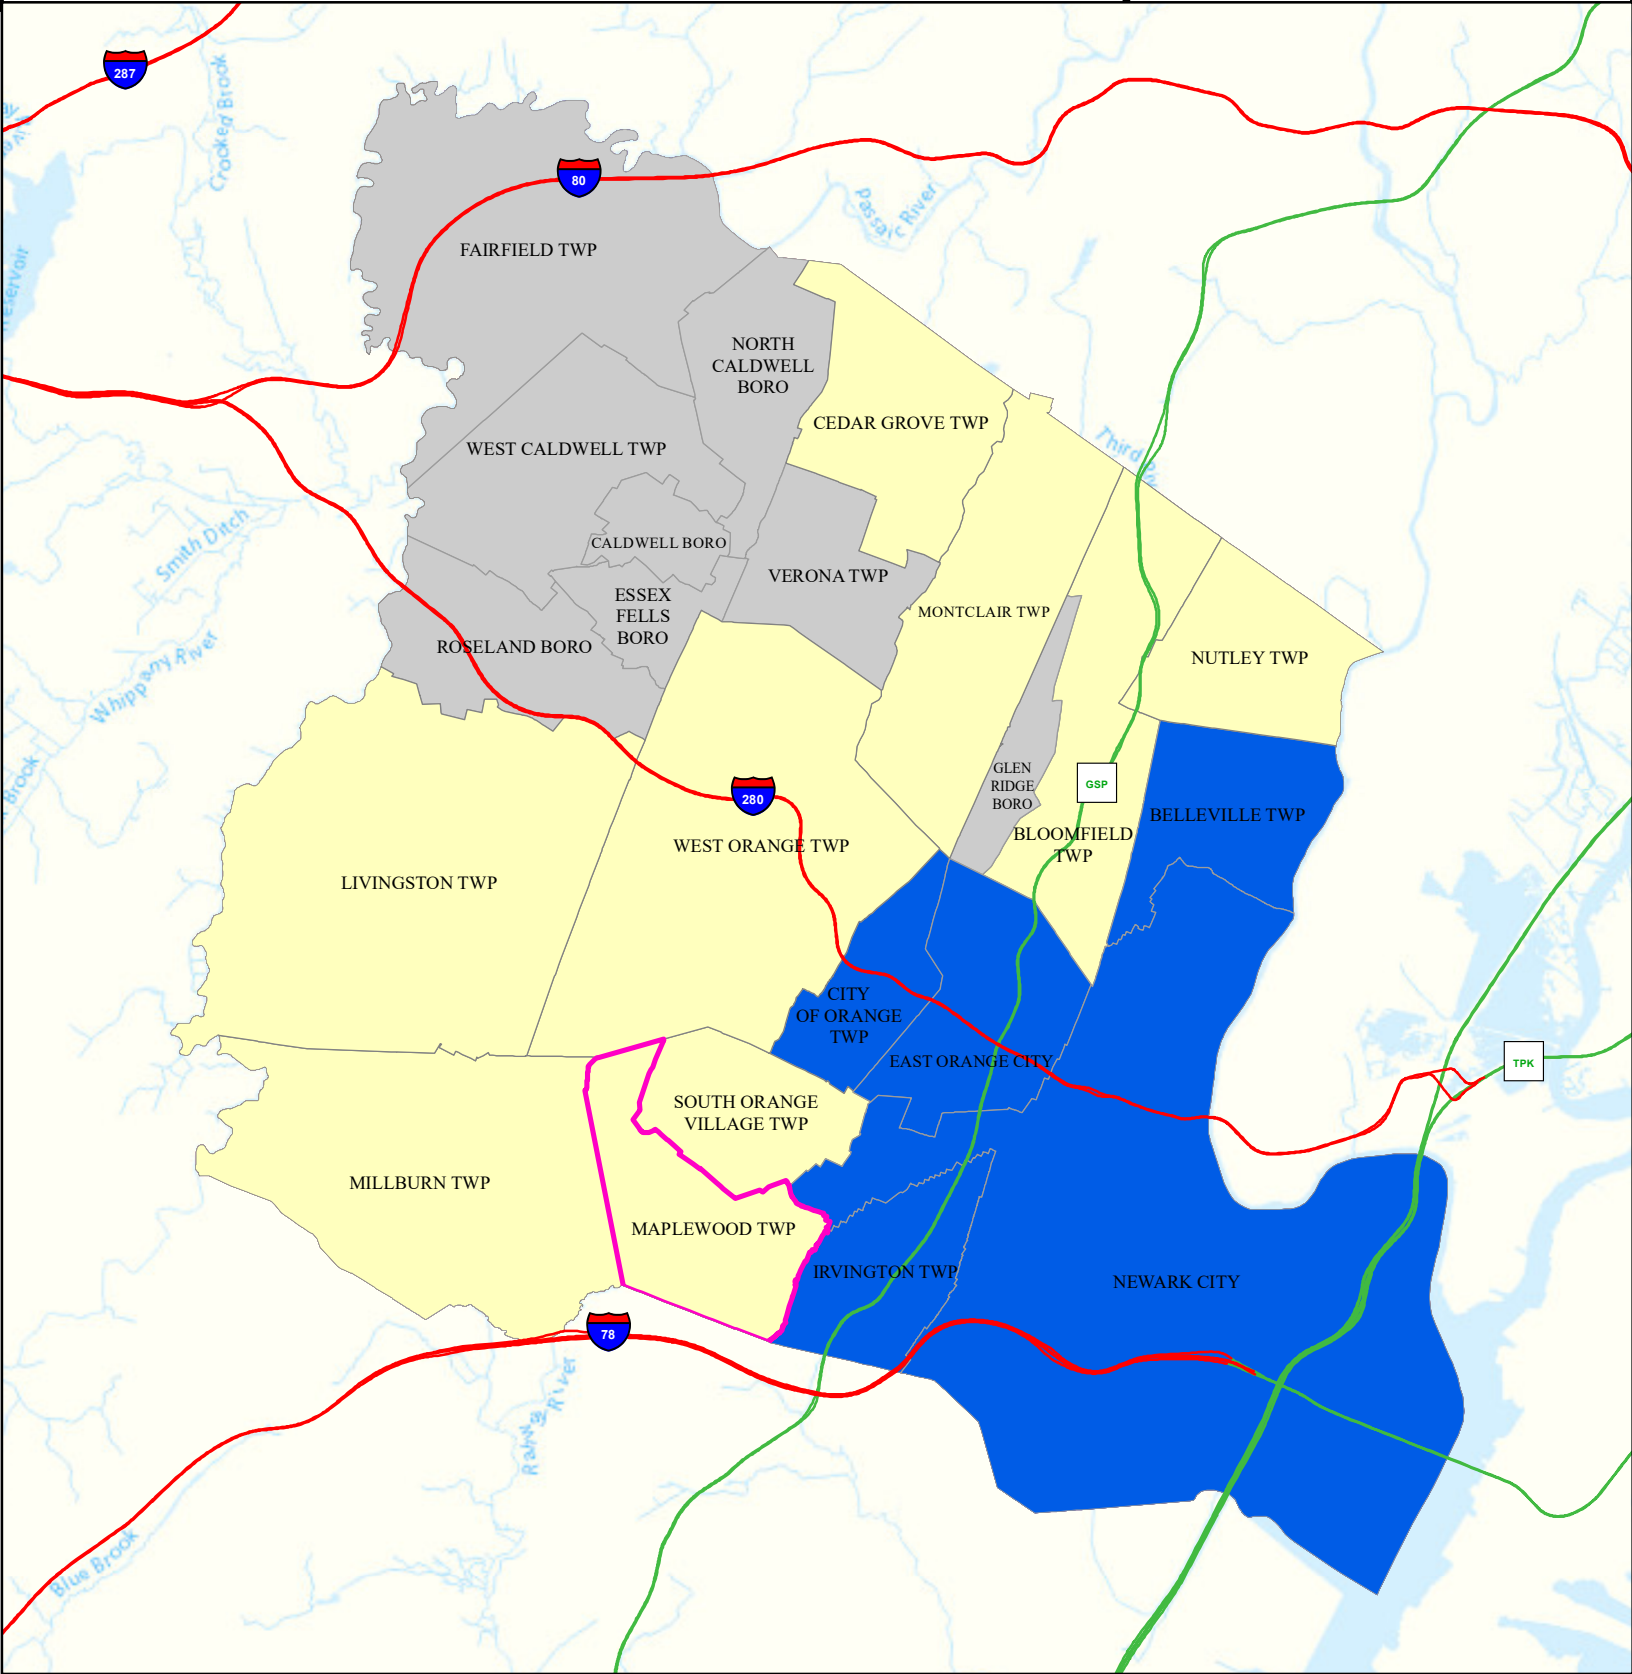 287
Crooked Brook
80
Passaic River
FAIRFIELD TWP
NORTH
CALDWELL
BORO
CEDAR GROVE TWP
WEST CALDWELL TWP
Third
Smith Ditch
CALDWELL BORO
VERONA TWP
ESSEX
FELLS
BORO
MONTCLAIR TWP
ROSELAND BORO
NUTLEY TWP
Whippany River
Brook
GLEN
RIDGE
BORO
GSP
280
BELLEVILLE TWP
BLOOMFIELD
TWP
WEST ORANGE TWP
LIVINGSTON TWP
CITY
OF ORANGE
TWP
EAST ORANGE CITY
TPK
SOUTH ORANGE
VILLAGE TWP
MILLBURN TWP
MAPLEWOOD TWP
IRVINGTON TWP
NEWARK CITY
78
River
Blue Brook